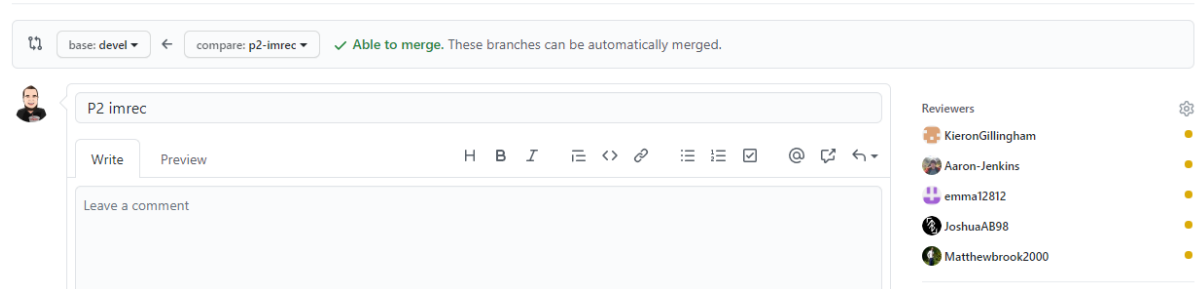 base: devel compare: p2-imrec Able to merge. These branches can be automatically merged.
P2 imrec
Write Preview
Leave a comment
Reviewers
KieronGillingham
Aaron-Jenkins
emma12812
JoshuaAB98
Matthewbrook2000